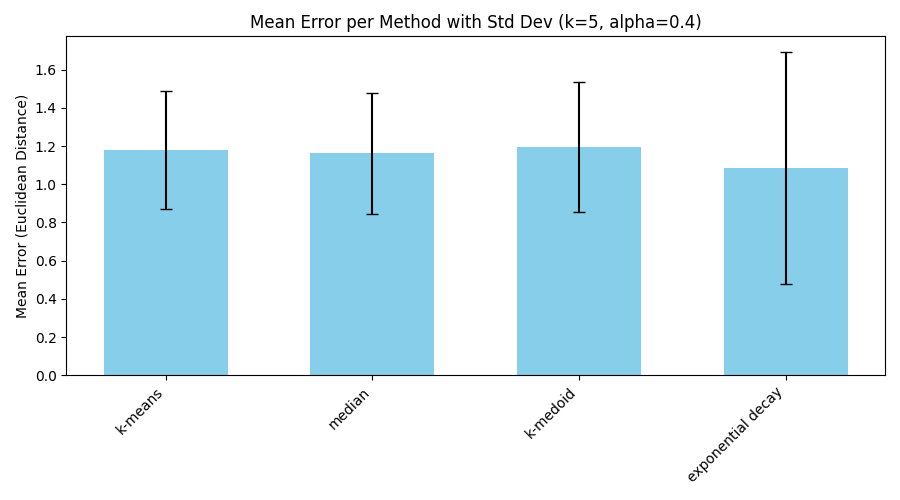 Mean Error per Method with Std Dev (k=5, alpha=0.4)
Mean Error (Euclidean Distance)
1.6
1.4
1.2
1.0
0.8
0.6
0.4
0.2
0.0
k-means
median
k-medoid
exponential decay